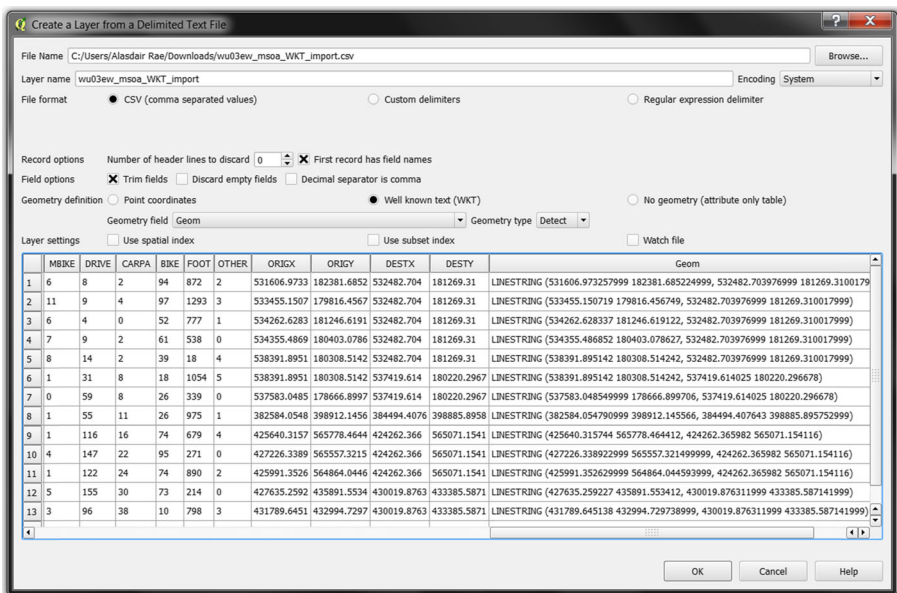 Create a Layer from a Delimited Text File
File Name C:/Users/Alasdair Rae/Downloads/wu03ew_msoa_WKT_import.csv Browse...
Layer name wu03ew_msoa_WKT_import Encoding System
File format CSV (comma separated values) Custom delimiters Regular expression delimiter
Record options Number of header lines to discard 0 First record has field names
Field options Trim fields Discard empty fields Decimal separator is comma
Geometry definition Point coordinates Well known text (WKT) No geometry (attribute only table)
Geometry field Geom Geometry type Detect
Layer settings Use spatial index Use subset index Watch file
MBIKE DRIVE CARPA BIKE FOOT OTHER ORIGX ORIGY DESTX DESTY Geom
1 6 8 2 94 872 2 531606.9733 182381.6852 532482.704 181269.31 LINESTRING (531606.973257999 182381.685224999, 532482.703976999 181269.3100179
2 11 9 4 97 1293 3 533455.1507 179816.4567 532482.704 181269.31 LINESTRING (533455.150719 179816.456749, 532482.703976999 181269.310017999)
3 6 4 0 52 777 1 534262.6283 181246.6191 532482.704 181269.31 LINESTRING (534262.628337 181246.619122, 532482.703976999 181269.310017999)
4 7 9 2 61 538 0 534355.4869 180403.0786 532482.704 181269.31 LINESTRING (534355.486852 180403.078627, 532482.703976999 181269.310017999)
5 8 14 2 39 18 4 538391.8951 180308.5142 532482.704 181269.31 LINESTRING (538391.895142 180308.514242, 532482.703976999 181269.310017999)
6 1 31 8 18 1054 5 538391.8951 180308.5142 537419.614 180220.2967 LINESTRING (538391.895142 180308.514242, 537419.614025 180220.296678)
7 0 59 8 26 339 0 537583.0485 178666.8997 537419.614 180220.2967 LINESTRING (537583.048549999 178666.899706, 537419.614025 180220.296678)
8 1 55 11 26 975 1 382584.0548 398912.1456 384494.4076 398885.8958 LINESTRING (382584.054790999 398912.145566, 384494.407643 398885.895752999)
9 1 116 16 74 679 4 425640.3157 565778.4644 424262.366 565071.1541 LINESTRING (425640.315744 565778.464412, 424262.365982 565071.154116)
10 4 147 22 95 271 0 427226.3389 565557.3215 424262.366 565071.1541 LINESTRING (427226.338922999 565557.321499999, 424262.365982 565071.154116)
11 1 122 24 74 890 2 425991.3526 564864.0446 424262.366 565071.1541 LINESTRING (425991.352629999 564864.044593999, 424262.365982 565071.154116)
12 5 155 30 73 214 0 427635.2592 435891.5534 430019.8763 433385.5871 LINESTRING (427635.259227 435891.553412, 430019.876311999 433385.587141999)
13 3 96 38 10 798 3 431789.6451 432994.7297 430019.8763 433385.5871 LINESTRING (431789.645138 432994.729738999, 430019.876311999 433385.587141999)
OK Cancel Help